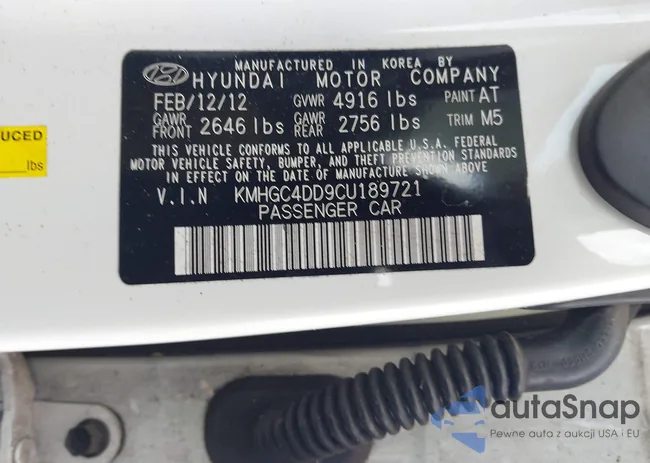 UCED
lbs
MANUFACTURED IN KOREA BY
HYUNDAI MOTOR COMPANY
FEB/12/12 GVWR 4916 lbs PAINT AT
GAWR FRONT 2646 lbs GAWR REAR 2756 lbs TRIM M5
THIS VEHICLE CONFORMS TO ALL APPLICABLE U.S.A. FEDERAL
MOTOR VEHICLE SAFETY, BUMPER, AND THEFT PREVENTION
STANDARDS IN EFFECT ON THE DATE OF MANUFACTURE SHOWN ABOVE
V.I.N KMHGC4DD9CU189721
PASSENGER CAR
autaSnap
Pewne auta z aukcji USA i EU